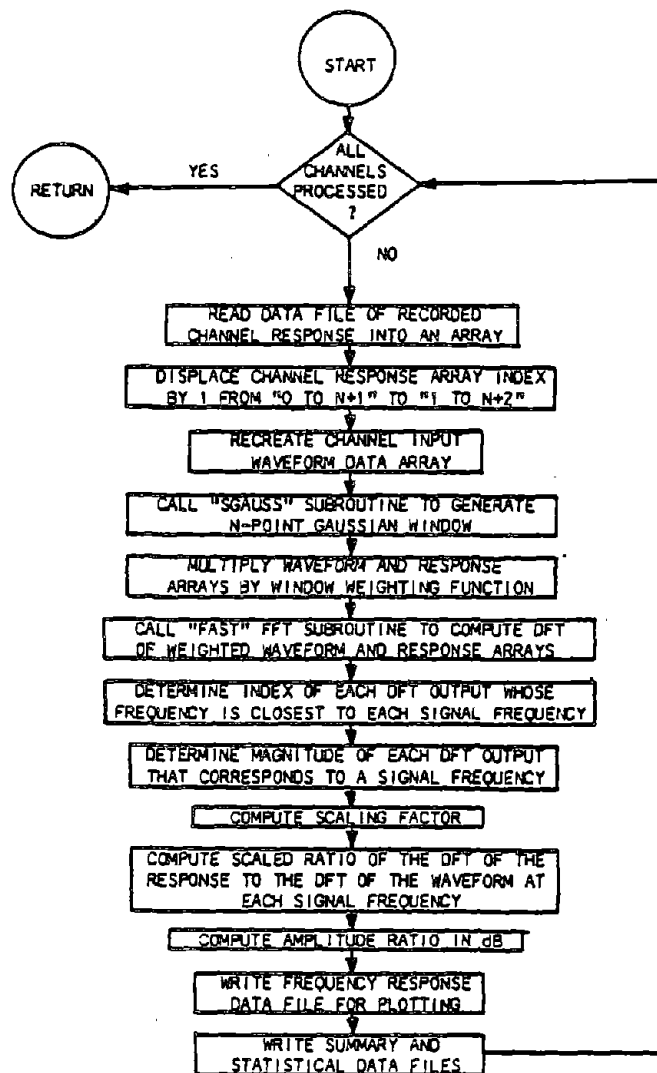 START
ALL
CHANNELS
PROCESSED
?
YES
RETURN
NO
READ DATA FILE OF RECORDED
CHANNEL RESPONSE INTO AN ARRAY
DISPLACE CHANNEL RESPONSE ARRAY INDEX
BY 1 FROM "0 TO N+1" TO "1 TO N+2"
RECREATE CHANNEL INPUT
WAVEFORM DATA ARRAY
CALL "SGAUSS" SUBROUTINE TO GENERATE
N-POINT GAUSSIAN WINDOW
MULTIPLY WAVEFORM AND RESPONSE
ARRAYS BY WINDOW WEIGHTING FUNCTION
CALL "FAST" FFT SUBROUTINE TO COMPUTE DFT
OF WEIGHTED WAVEFORM AND RESPONSE ARRAYS
DETERMINE INDEX OF EACH DFT OUTPUT WHOSE
FREQUENCY IS CLOSEST TO EACH SIGNAL FREQUENCY
DETERMINE MAGNITUDE OF EACH DFT OUTPUT
THAT CORRESPONDS TO A SIGNAL FREQUENCY
COMPUTE SCALING FACTOR
COMPUTE SCALED RATIO OF THE DFT OF THE
RESPONSE TO THE DFT OF THE WAVEFORM AT
EACH SIGNAL FREQUENCY
COMPUTE AMPLITUDE RATIO IN dB
WRITE FREQUENCY RESPONSE
DATA FILE FOR PLOTTING
WRITE SUMMARY AND
STATISTICAL DATA FILES